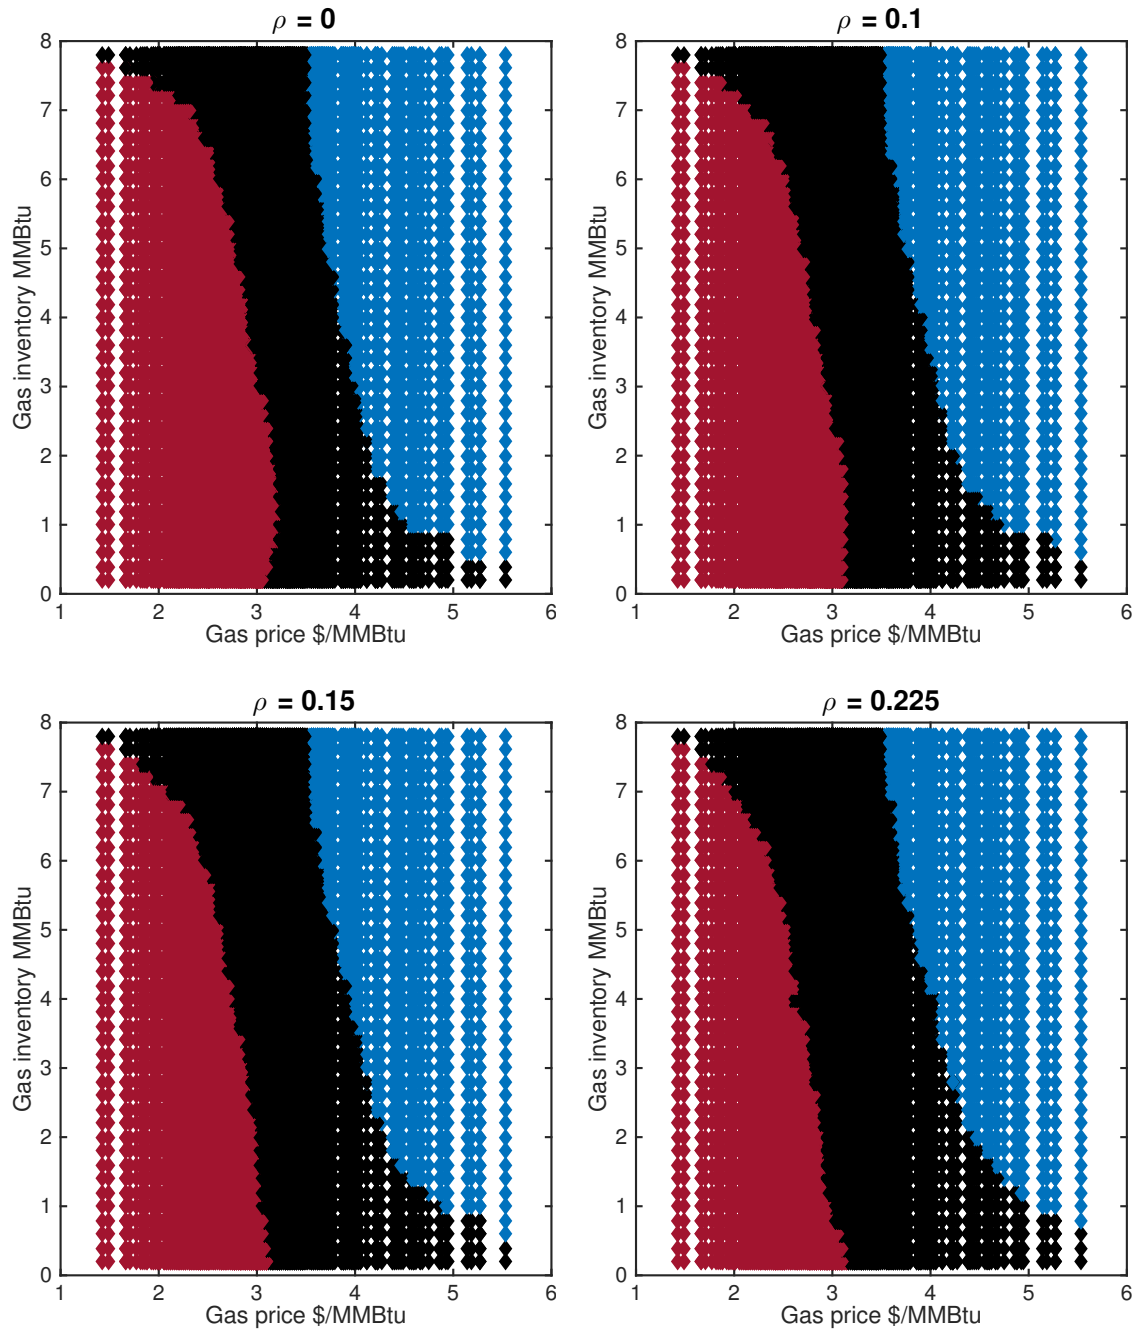 ρ = 0
8
7
6
5
4
3
2
1
0
Gas inventory MMBtu
1 2 3 4 5 6
Gas price $/MMBtu
ρ = 0.1
8
7
6
5
4
3
2
1
0
Gas inventory MMBtu
1 2 3 4 5 6
Gas price $/MMBtu
ρ = 0.15
8
7
6
5
4
3
2
1
0
Gas inventory MMBtu
1 2 3 4 5 6
Gas price $/MMBtu
ρ = 0.225
8
7
6
5
4
3
2
1
0
Gas inventory MMBtu
1 2 3 4 5 6
Gas price $/MMBtu